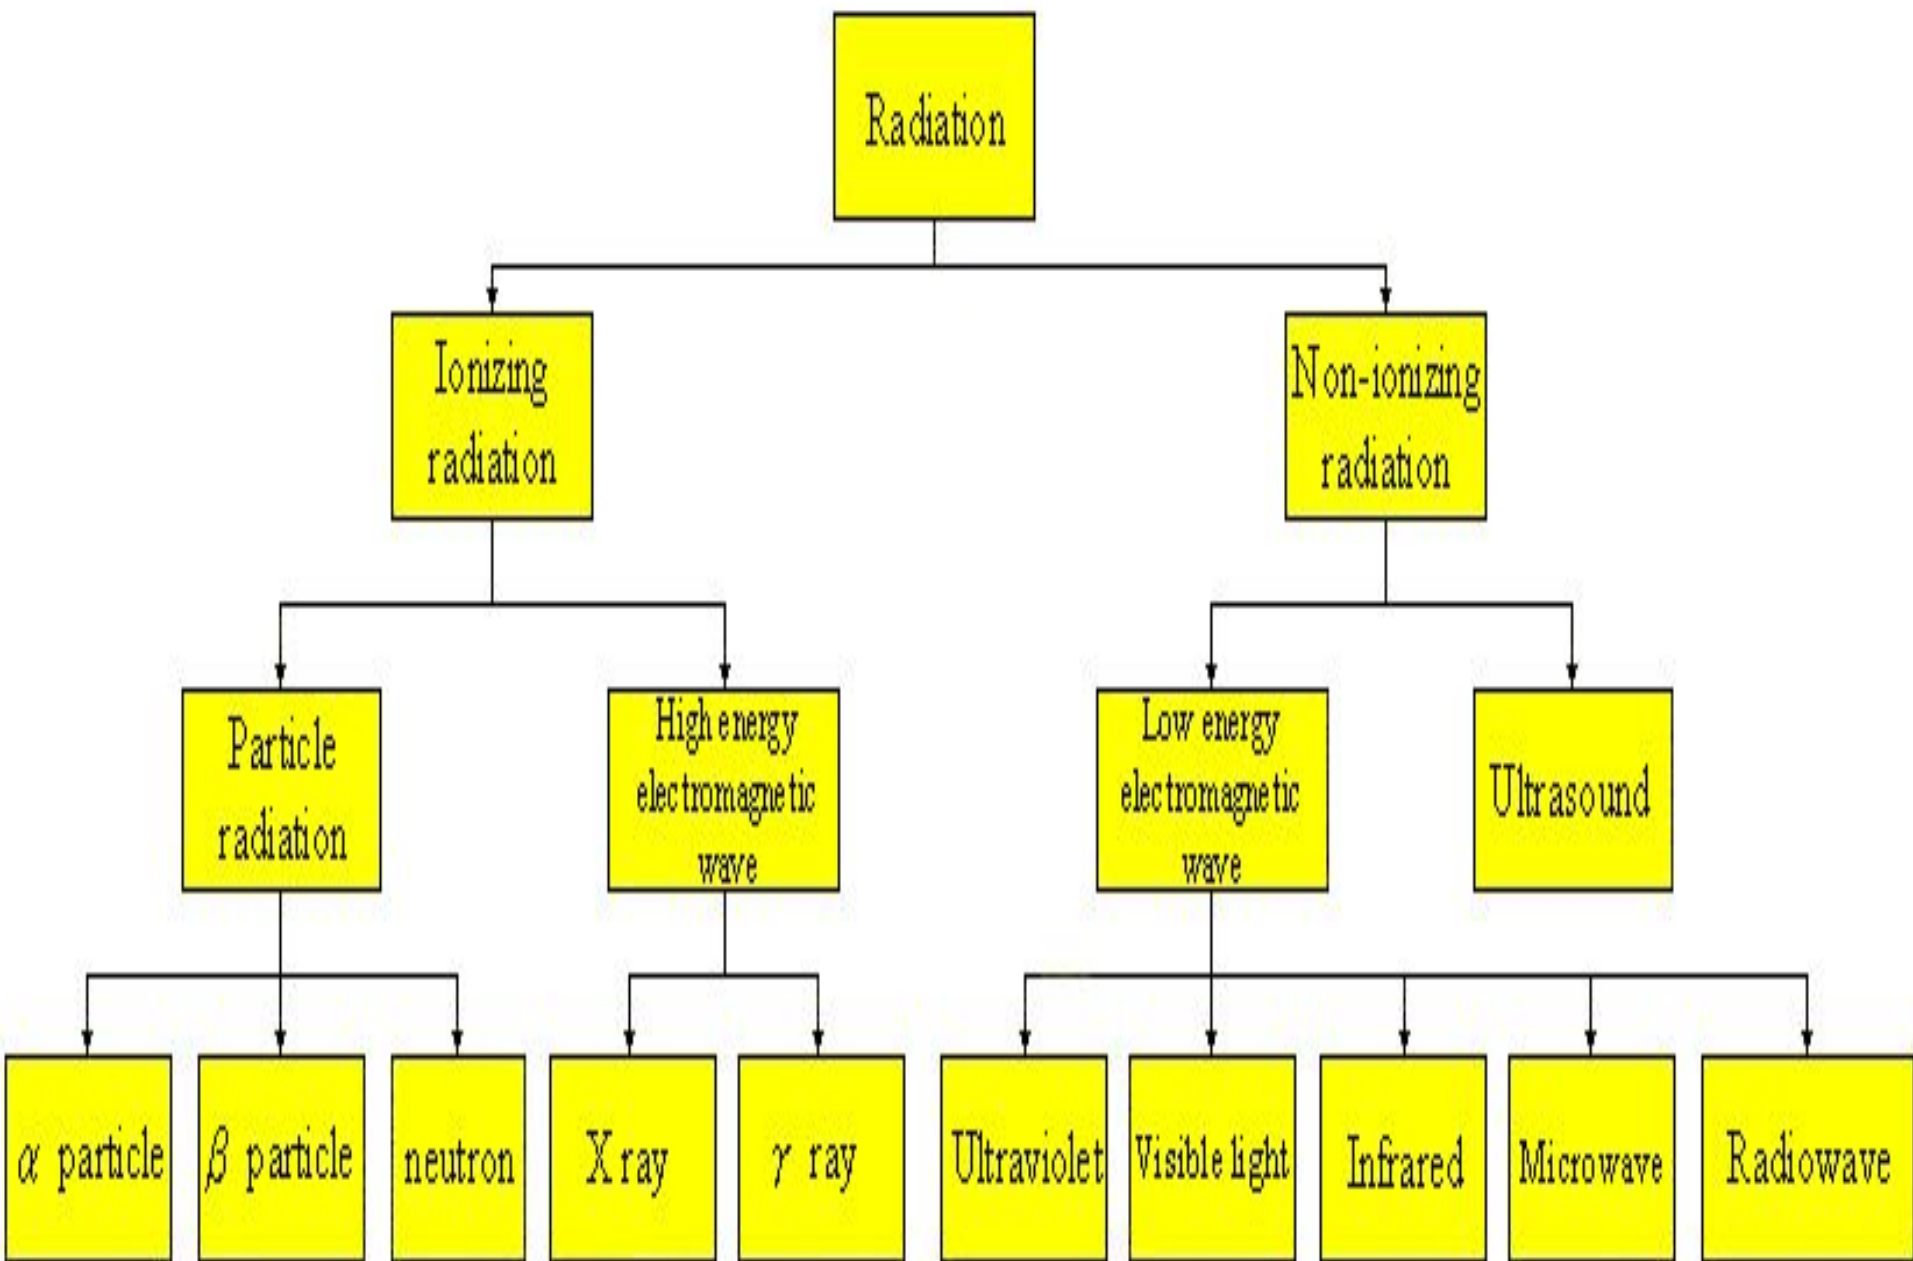 Radiation
Ionizing
radiation
Non-ionizing
radiation
Particle
radiation
High energy
electromagnetic
wave
Low energy
electromagnetic
wave
Ultrasound
α particle
β particle
neutron
X ray
γ ray
Ultraviolet
Visible light
Infrared
Microwave
Radiowave